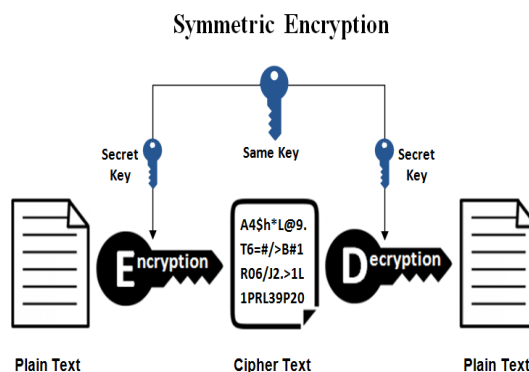 Symmetric Encryption
Secret
Key
Same Key
Secret
Key
Encryption
A4$h*L@9.
T6=#/>B#1
R06/J2.>1L
1PRL39P20
Decryption
Plain Text
Cipher Text
Plain Text